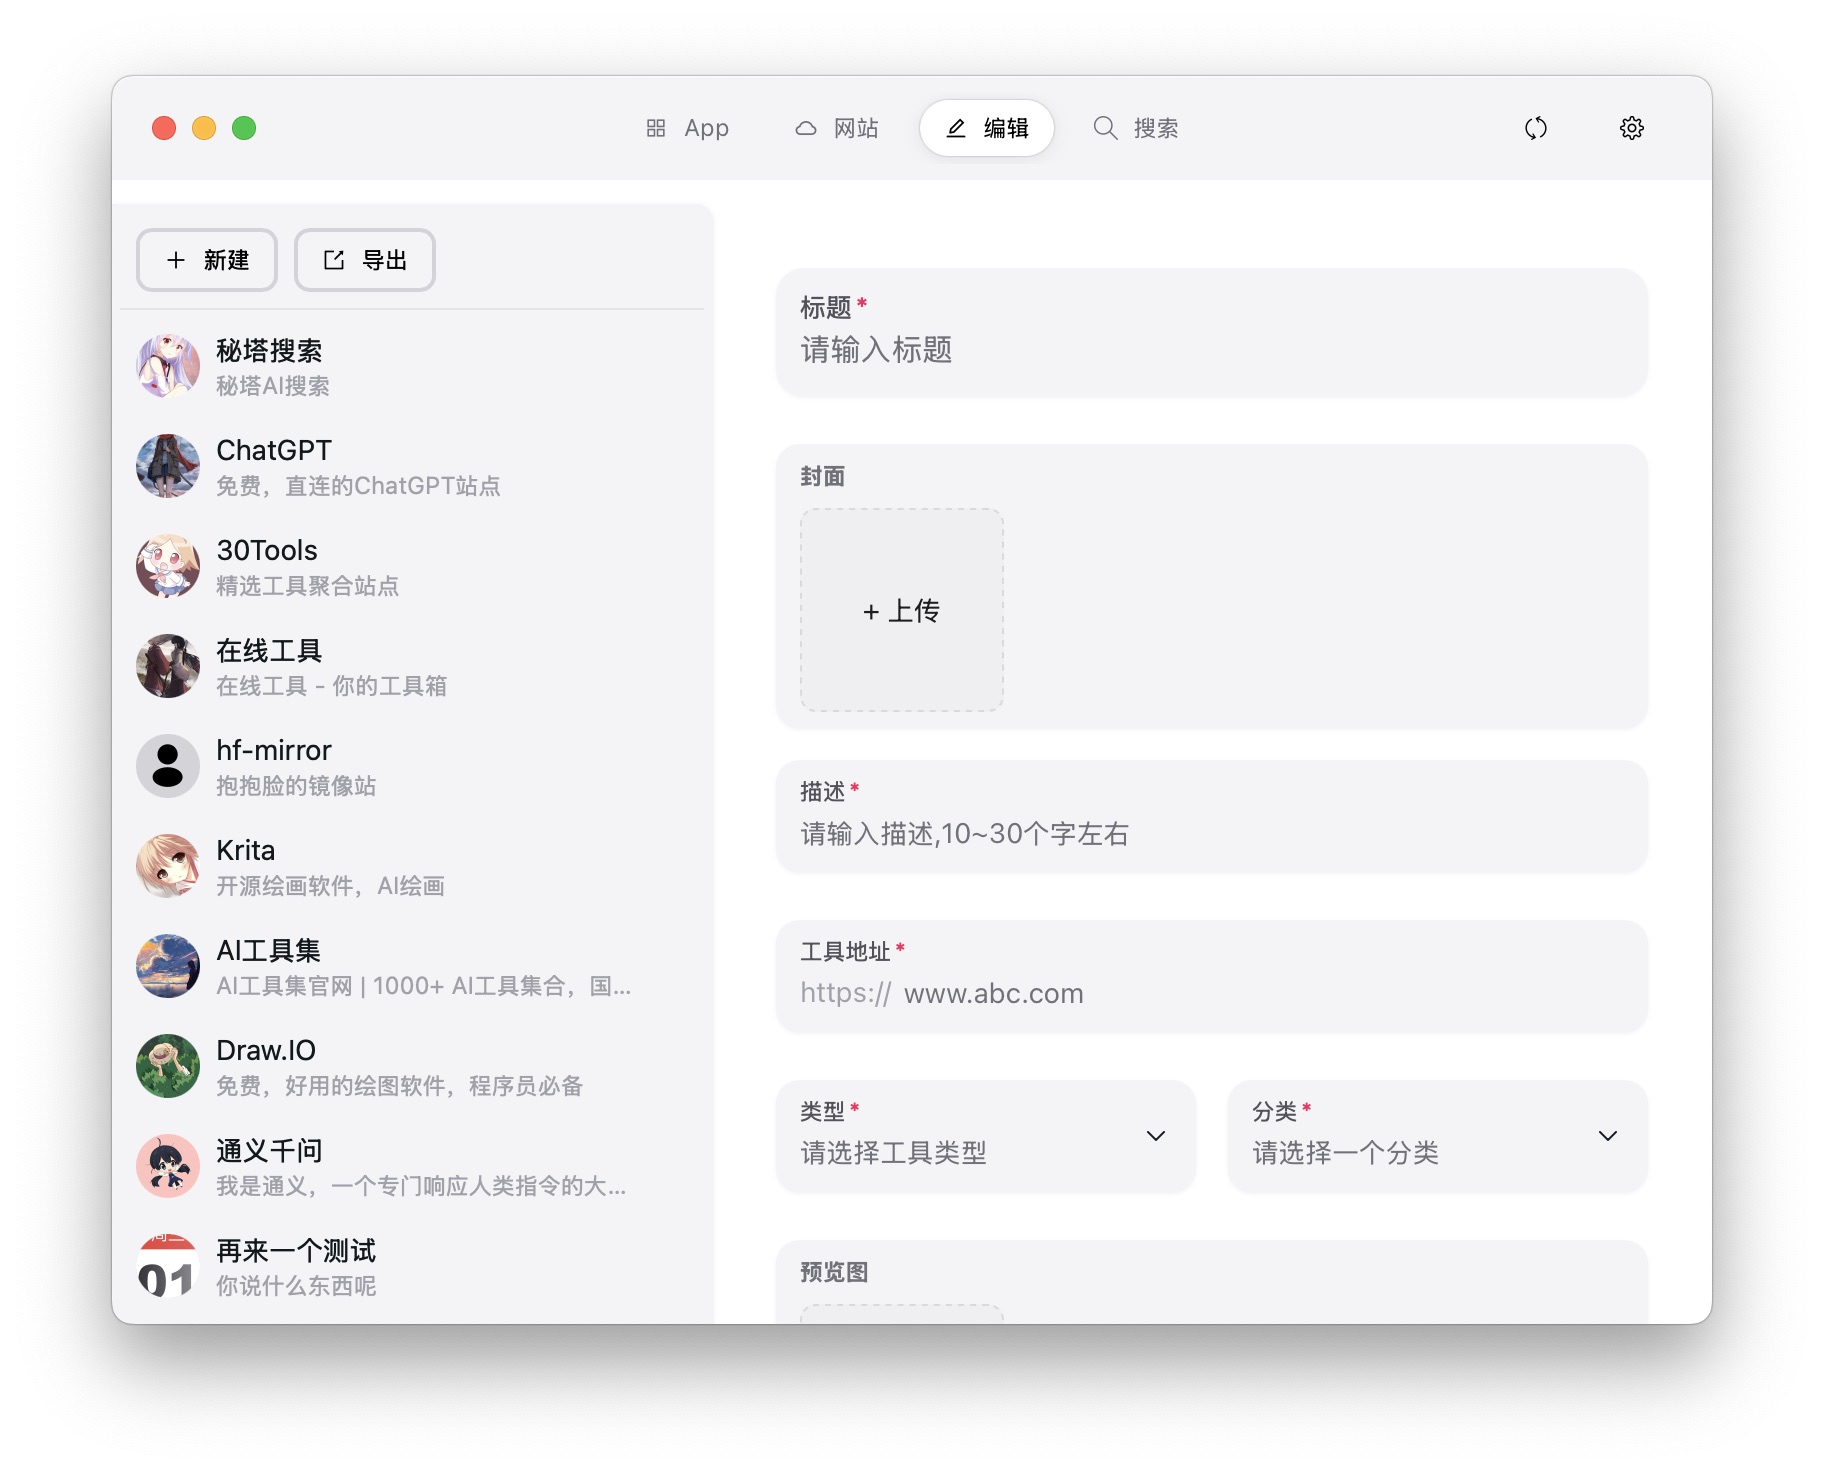 App
网站
编辑
搜索
新建
导出
秘塔搜索
秘塔AI搜索
ChatGPT
免费，直连的ChatGPT站点
30Tools
精选工具聚合站点
在线工具
在线工具 - 你的工具箱
hf-mirror
抱抱脸的镜像站
Krita
开源绘画软件，AI绘画
AI工具集
AI工具集官网 | 1000+ AI工具集合，国...
Draw.IO
免费，好用的绘图软件，程序员必备
通义千问
我是通义，一个专门响应人类指令的大...
01
再来一个测试
你说什么东西呢
标题*
请输入标题
封面
+ 上传
描述*
请输入描述,10~30个字左右
工具地址*
https:// www.abc.com
类型*
请选择工具类型
分类*
请选择一个分类
预览图